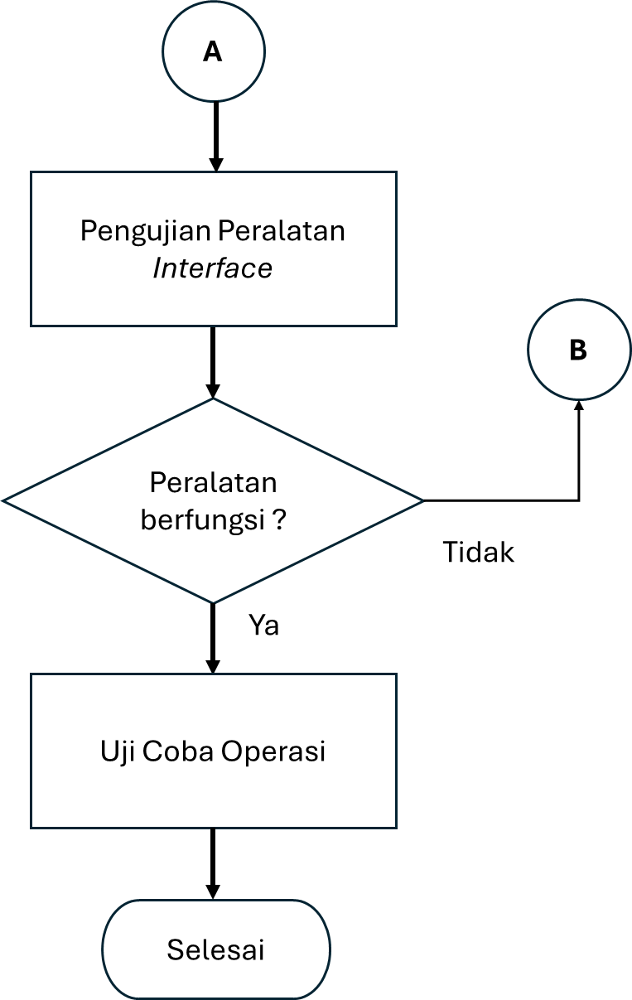 A
Pengujian Peralatan
Interface
B
Peralatan
berfungsi ?
Tidak
Ya
Uji Coba Operasi
Selesai